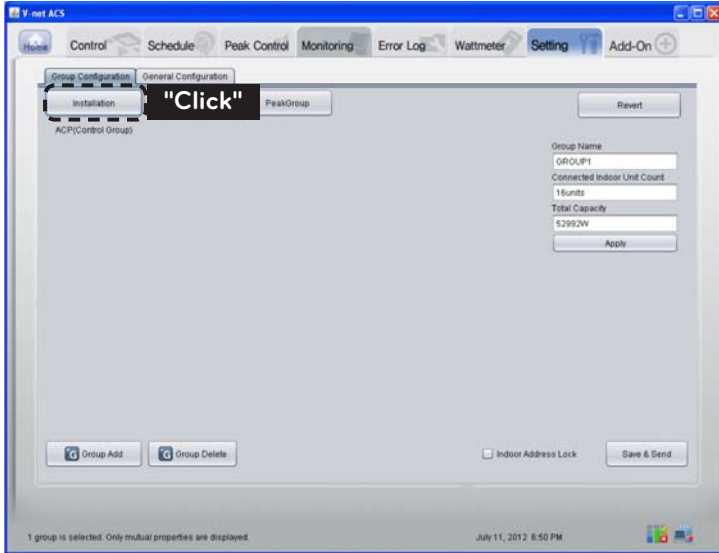 V-net ACS
Home Control Schedule Peak Control Monitoring Error Log Wattmeter Setting Add-On
Group Configuration General Configuration
Installation "Click" PeakGroup Revert
ACP(Control Group)
Group Name
GROUP1
Connected Indoor Unit Count
16units
Total Capacity
52992W
Apply
G Group Add G Group Delete Indoor Address Lock Save & Send
1 group is selected. Only mutual properties are displayed. July 11, 2012 6:50 PM